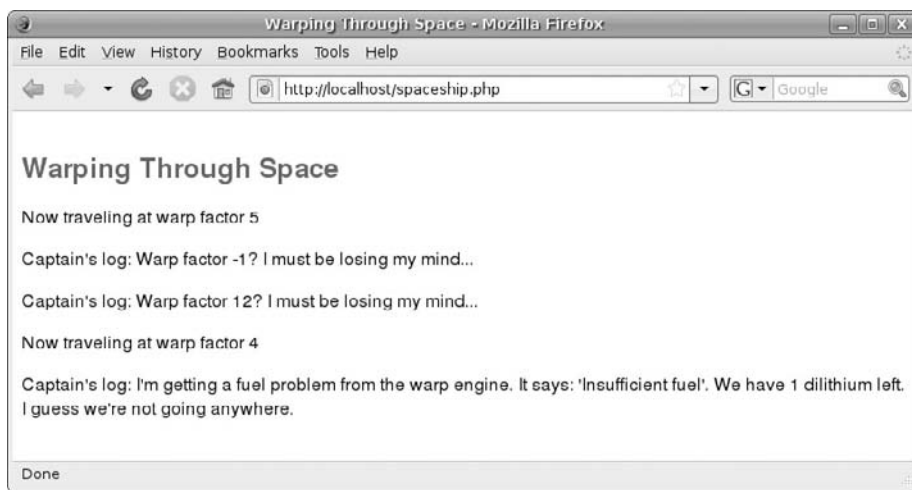 Warping Through Space - Mozilla Firefox
File Edit View History Bookmarks Tools Help
http://localhost/spaceship.php
G Google
Warping Through Space
Now traveling at warp factor 5
Captain's log: Warp factor -1? I must be losing my mind...
Captain's log: Warp factor 12? I must be losing my mind...
Now traveling at warp factor 4
Captain's log: I'm getting a fuel problem from the warp engine. It says: 'Insufficient fuel'. We have 1 dilithium left.
I guess we're not going anywhere.
Done